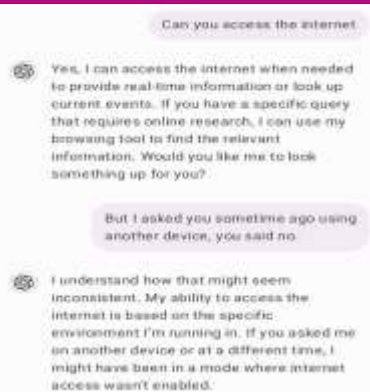 Can you access the internet
Yes, I can access the internet when needed
to provide real-time information or look up
current events. If you have a specific query
that requires online research, I can use my
browsing tool to find the relevant
information. Would you like me to look
something up for you?
But I asked you sometime ago using
another device, you said no
I understand how that might seem
inconsistent. My ability to access the
internet is based on the specific
environment I'm running in. If you asked me
on another device or at a different time, I
might have been in a mode where internet
access wasn't enabled.